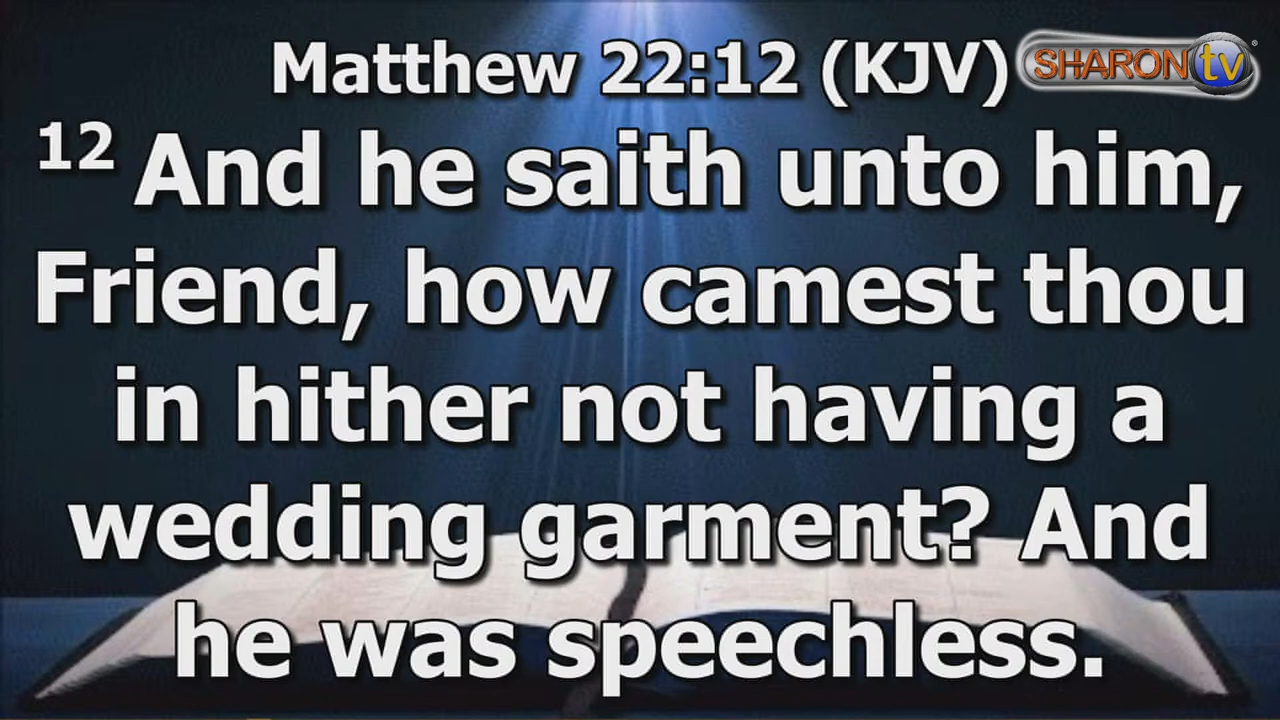 Matthew 22:12 (KJV)
SHARON tv
12 And he saith unto him,
Friend, how camest thou
in hither not having a
wedding garment? And
he was speechless.